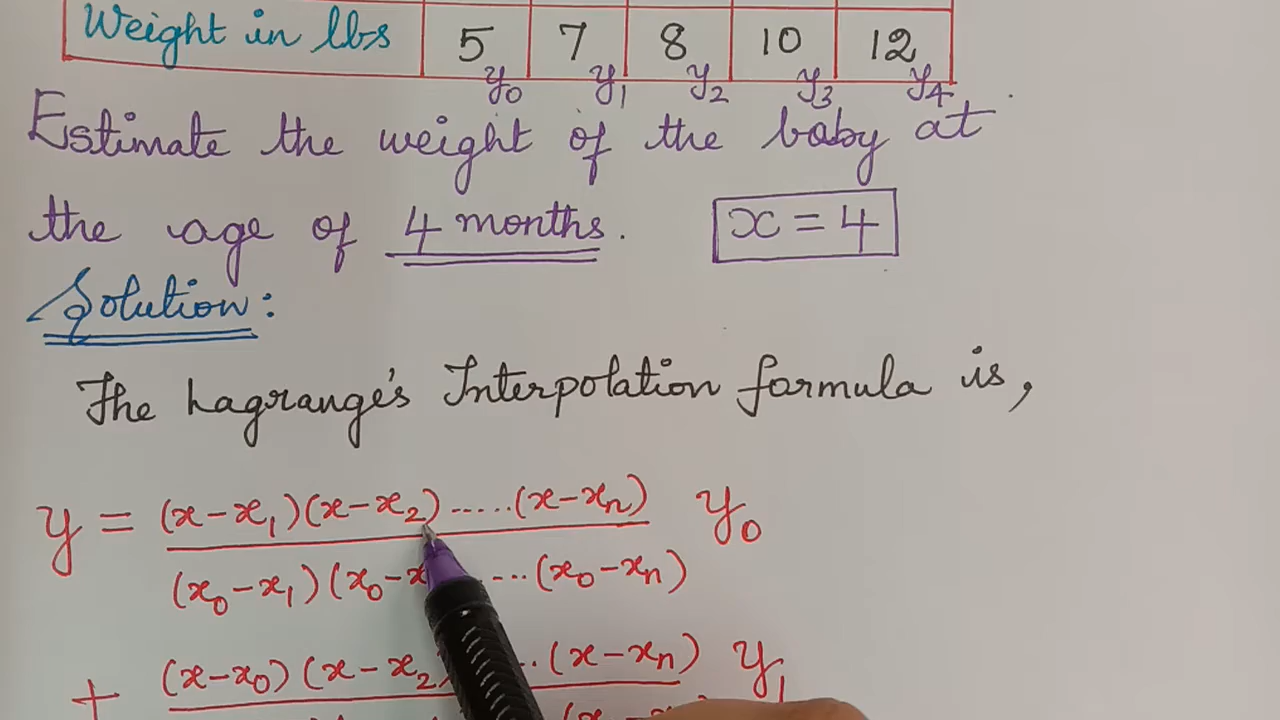 Weight in lbs 5 7 8 10 12
y0 y1 y2 y3 y4
Estimate the weight of the baby at
the age of 4 months. x = 4
Solution:
The Lagrange's Interpolation formula is,
y = (x-x1)(x-x2).....(x-xn) y0
(x0-x1)(x0-x ...(x0-xn)
+ (x-x0)(x-x2 ..(x-xn) y1